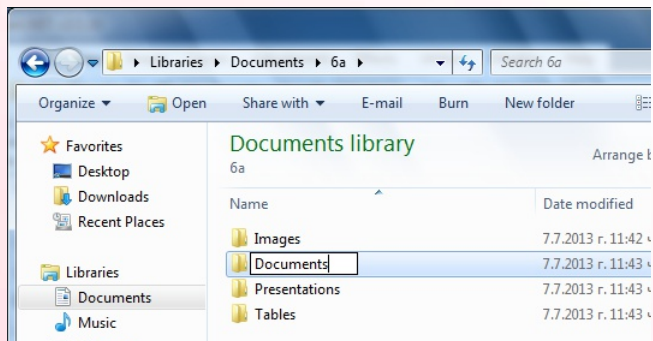 Libraries ▸ Documents ▸ 6a ▸ Search 6a
Organize ▾ Open Share with ▾ E-mail Burn New folder
Favorites
Desktop
Downloads
Recent Places
Libraries
Documents
Music
Documents library
6a
Arrange
Name Date modified
Images 7.7.2013 г. 11:42
Documents 7.7.2013 г. 11:43
Presentations 7.7.2013 г. 11:43
Tables 7.7.2013 г. 11:43